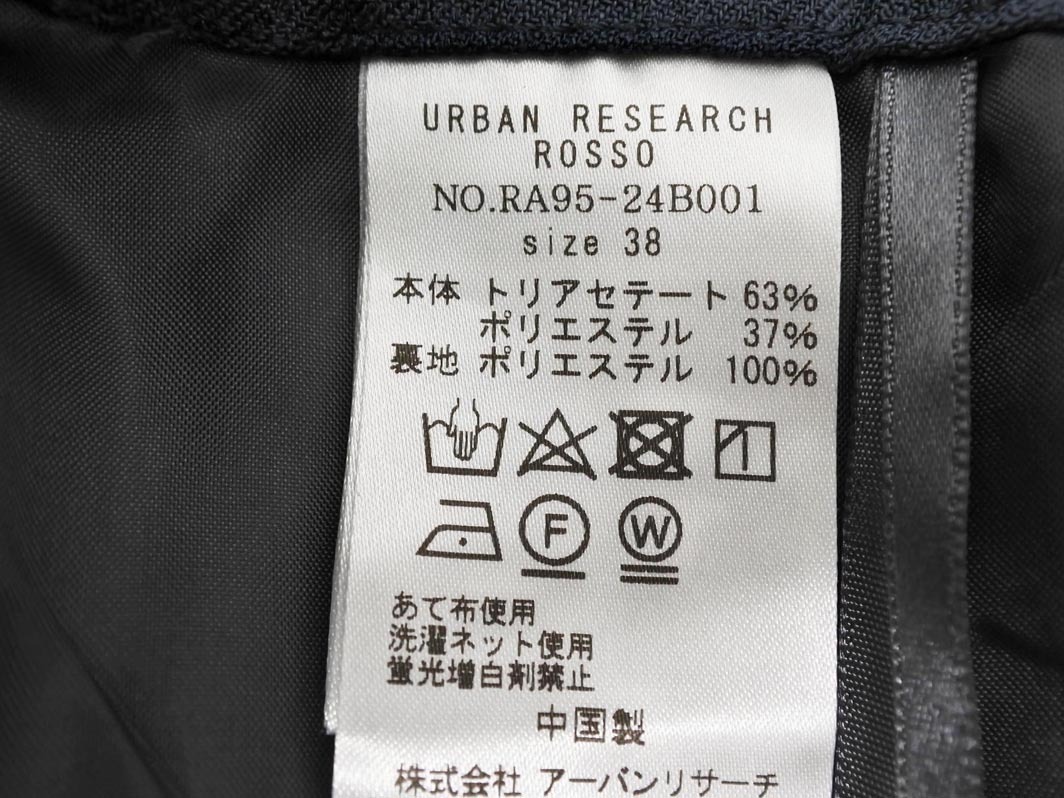 URBAN RESEARCH
ROSSO
NO.RA95-24B001
size 38
本体 トリアセテート 63%
ポリエステル 37%
裏地 ポリエステル 100%
F W
あて布使用
洗濯ネット使用
蛍光増白剤禁止
中国製
株式会社 アーバンリサーチ